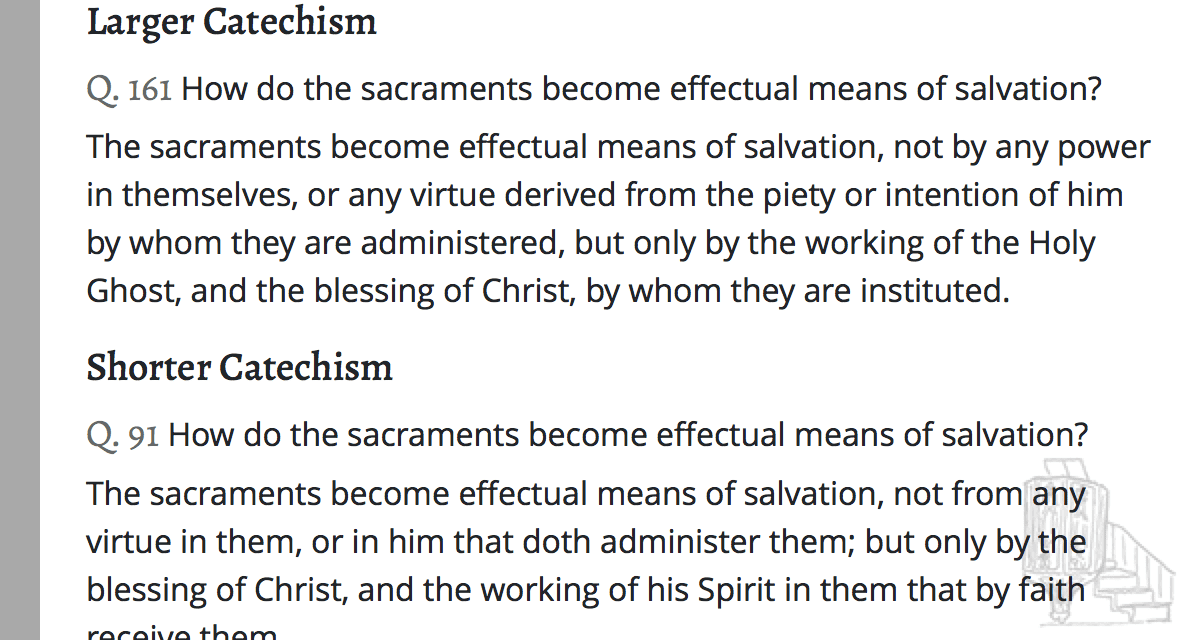 Larger Catechism
Q. 161 How do the sacraments become effectual means of salvation?
The sacraments become effectual means of salvation, not by any power
in themselves, or any virtue derived from the piety or intention of him
by whom they are administered, but only by the working of the Holy
Ghost, and the blessing of Christ, by whom they are instituted.
Shorter Catechism
Q. 91 How do the sacraments become effectual means of salvation?
The sacraments become effectual means of salvation, not from any
virtue in them, or in him that doth administer them; but only by the
blessing of Christ, and the working of his Spirit in them that by faith
receive them